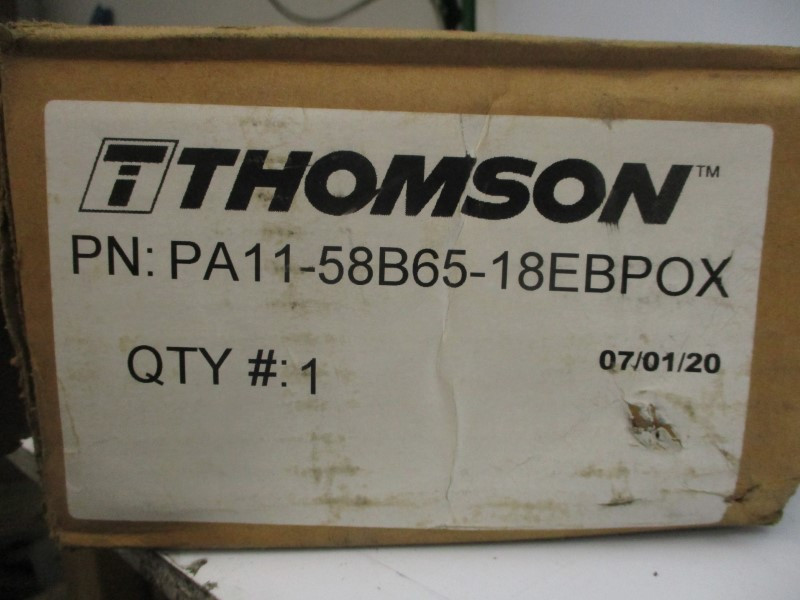 THOMSON™
PN: PA11-58B65-18EBPOX
QTY #: 1
07/01/20